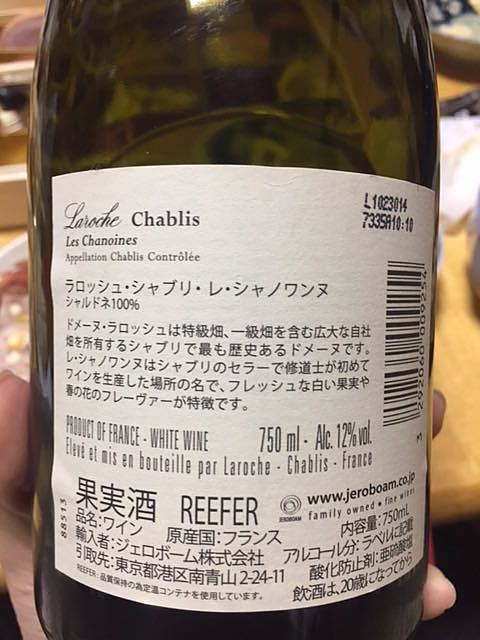 Laroche Chablis
Les Chanoines
Appellation Chablis Contrôlée
L1023014
7335A10:10
ラロッシュ・シャブリ・レ・シャノワンヌ
シャルドネ100%
ドメーヌ・ラロッシュは特級畑、一級畑を含む広大な自社
畑を所有するシャブリで最も歴史あるドメーヌです。
レ・シャノワンヌはシャブリのセラーで修道士が初めて
ワインを生産した場所の名で、フレッシュな白い果実や
春の花のフレーヴァーが特徴です。
3 292060 009254
PRODUCT OF FRANCE - WHITE WINE 750 ml - Alc. 12% vol.
Elevé et mis en bouteille par Laroche - Chablis - France
88513
果実酒 REEFER
JEROBOAM
www.jeroboam.co.jp
family owned • fine wines
品名:ワイン 原産国:フランス 内容量:750mL
輸入者:ジェロボーム株式会社 アルコール分:ラベルに記載
引取先:東京都港区南青山2-24-11 酸化防止剤:亜硫酸塩
REEFER:品質保持の為定温コンテナを使用しています。 飲酒は、20歳になってから